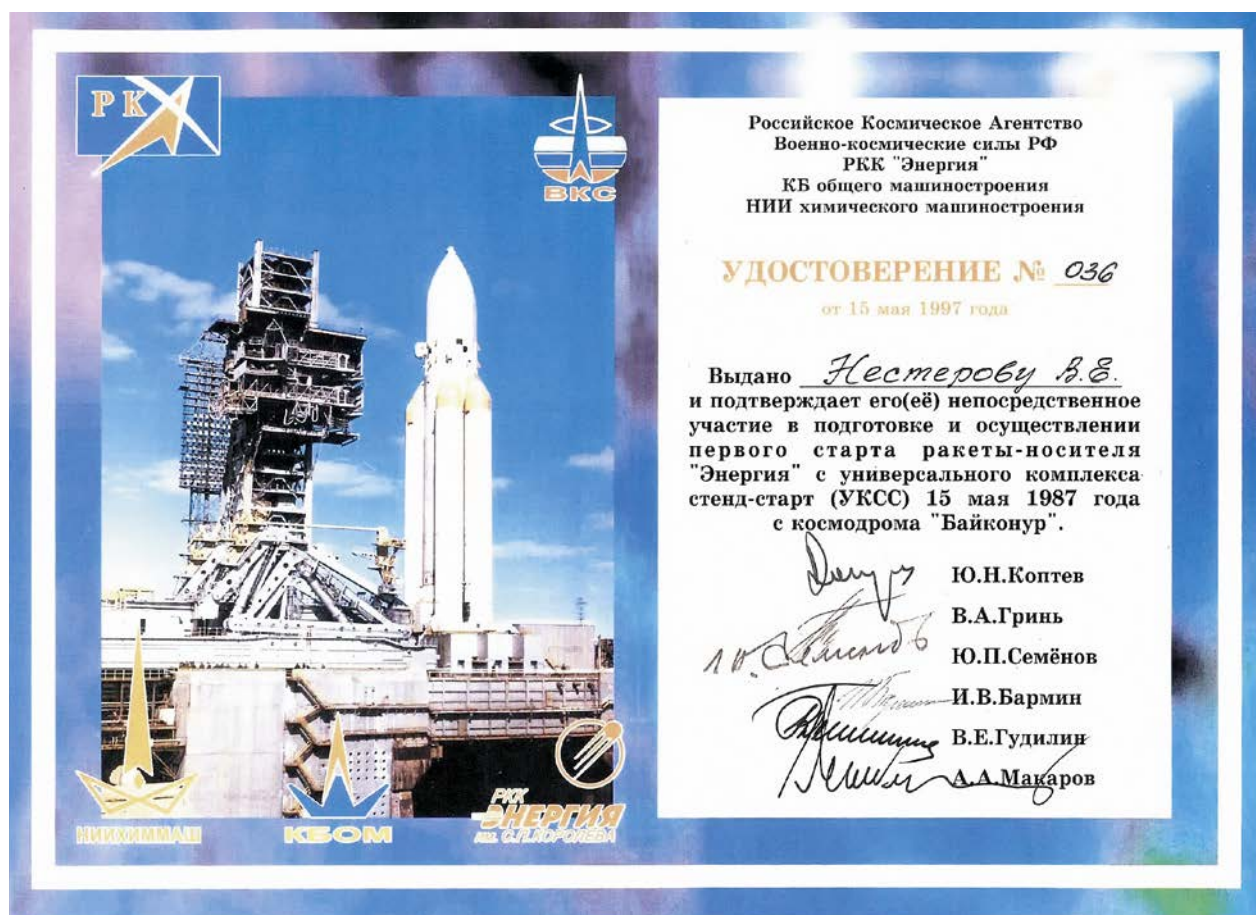 РКА
ВКС
НИИХИММАШ
КБОМ
РКК
ЭНЕРГИЯ
ИМ. С.П.КОРОЛЕВА
Российское Космическое Агентство
Военно-космические силы РФ
РКК "Энергия"
КБ общего машиностроения
НИИ химического машиностроения
УДОСТОВЕРЕНИЕ № 036
от 15 мая 1997 года
Выдано Нестерову В.Е.
и подтверждает его(её) непосредственное
участие в подготовке и осуществлении
первого старта ракеты-носителя
"Энергия" с универсального комплекса
стенд-старт (УКСС) 15 мая 1987 года
с космодрома "Байконур".
Ю.Н.Коптев
В.А.Гринь
Ю.П.Семёнов
И.В.Бармин
В.Е.Гудилин
А.А.Макаров